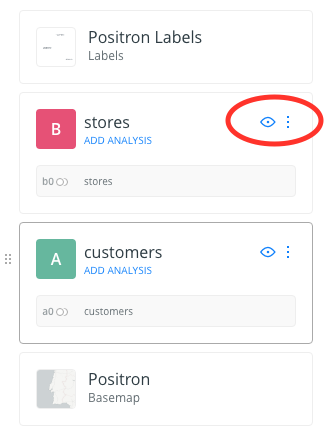 Positron Labels
Labels
B
stores
ADD ANALYSIS
b0
stores
A
customers
ADD ANALYSIS
a0
customers
Positron
Basemap